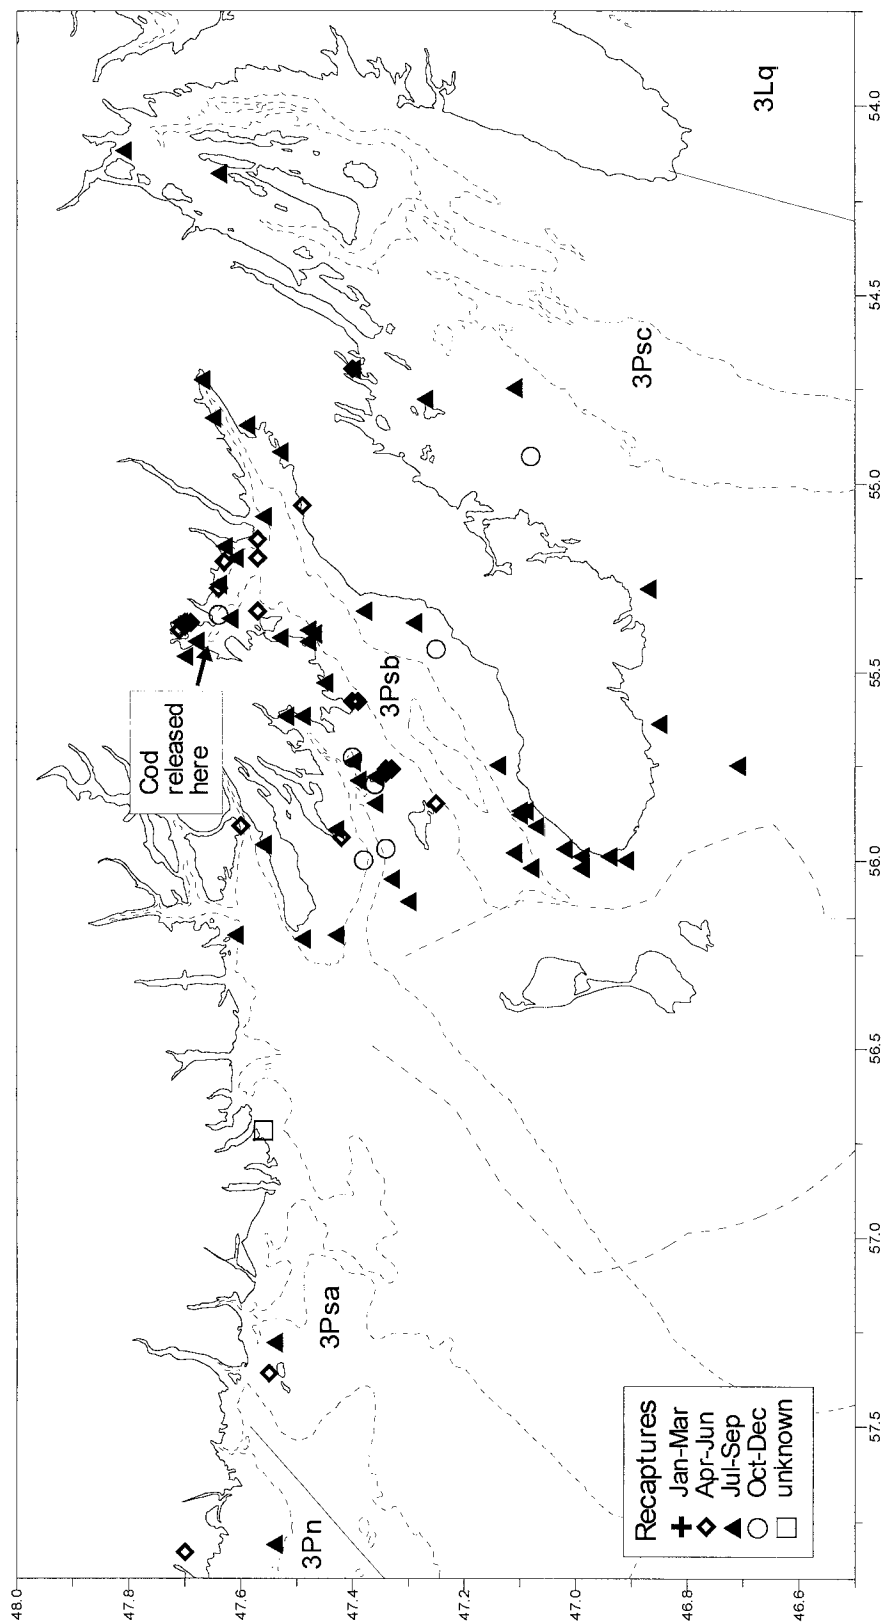 48.0
47.8
47.6
47.4
47.2
47.0
46.8
46.6
57.5
57.0
56.5
56.0
55.5
55.0
54.5
54.0
Cod
released
here
3Pn
3Psa
3Psb
3Psc
3Lq
Recaptures
Jan-Mar
Apr-Jun
Jul-Sep
Oct-Dec
unknown